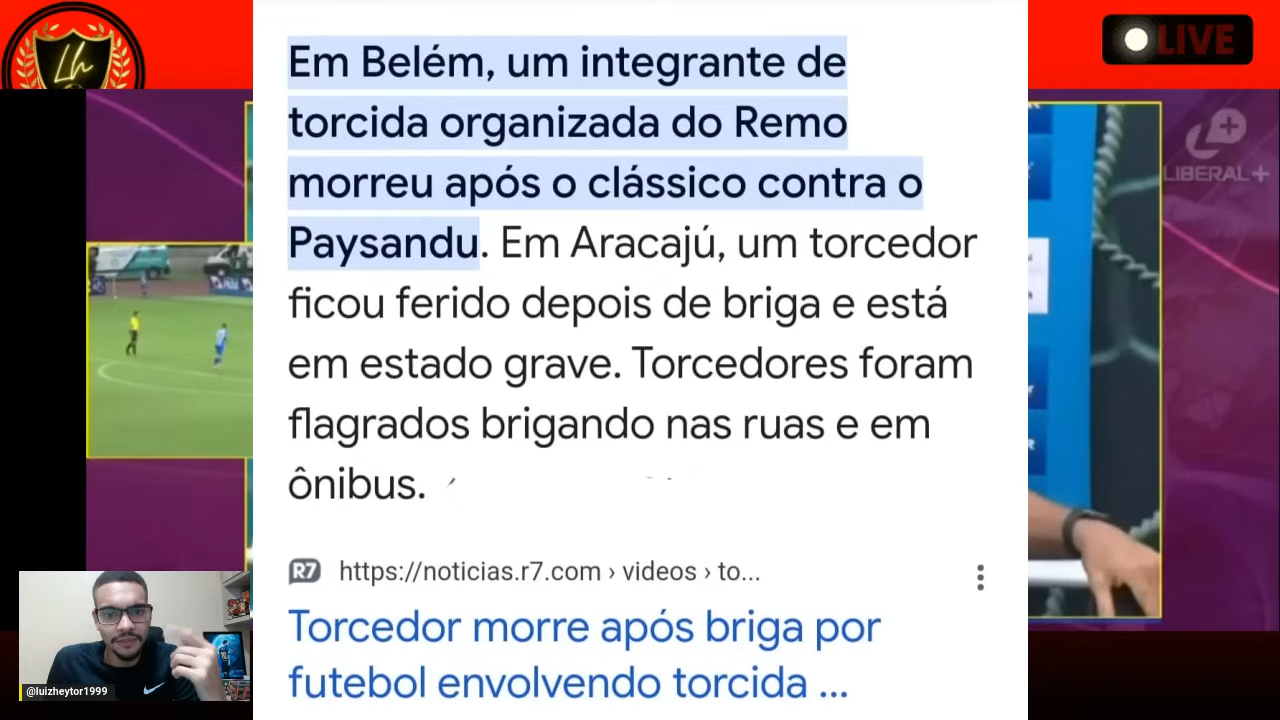 Lh
LIVE
Em Belém, um integrante de
torcida organizada do Remo
morreu após o clássico contra o
Paysandu. Em Aracajú, um torcedor
ficou ferido depois de briga e está
em estado grave. Torcedores foram
flagrados brigando nas ruas e em
ônibus.
LIBERAL+
R7 https://noticias.r7.com › videos › to...
Torcedor morre após briga por
futebol envolvendo torcida ...
@luizheytor1999